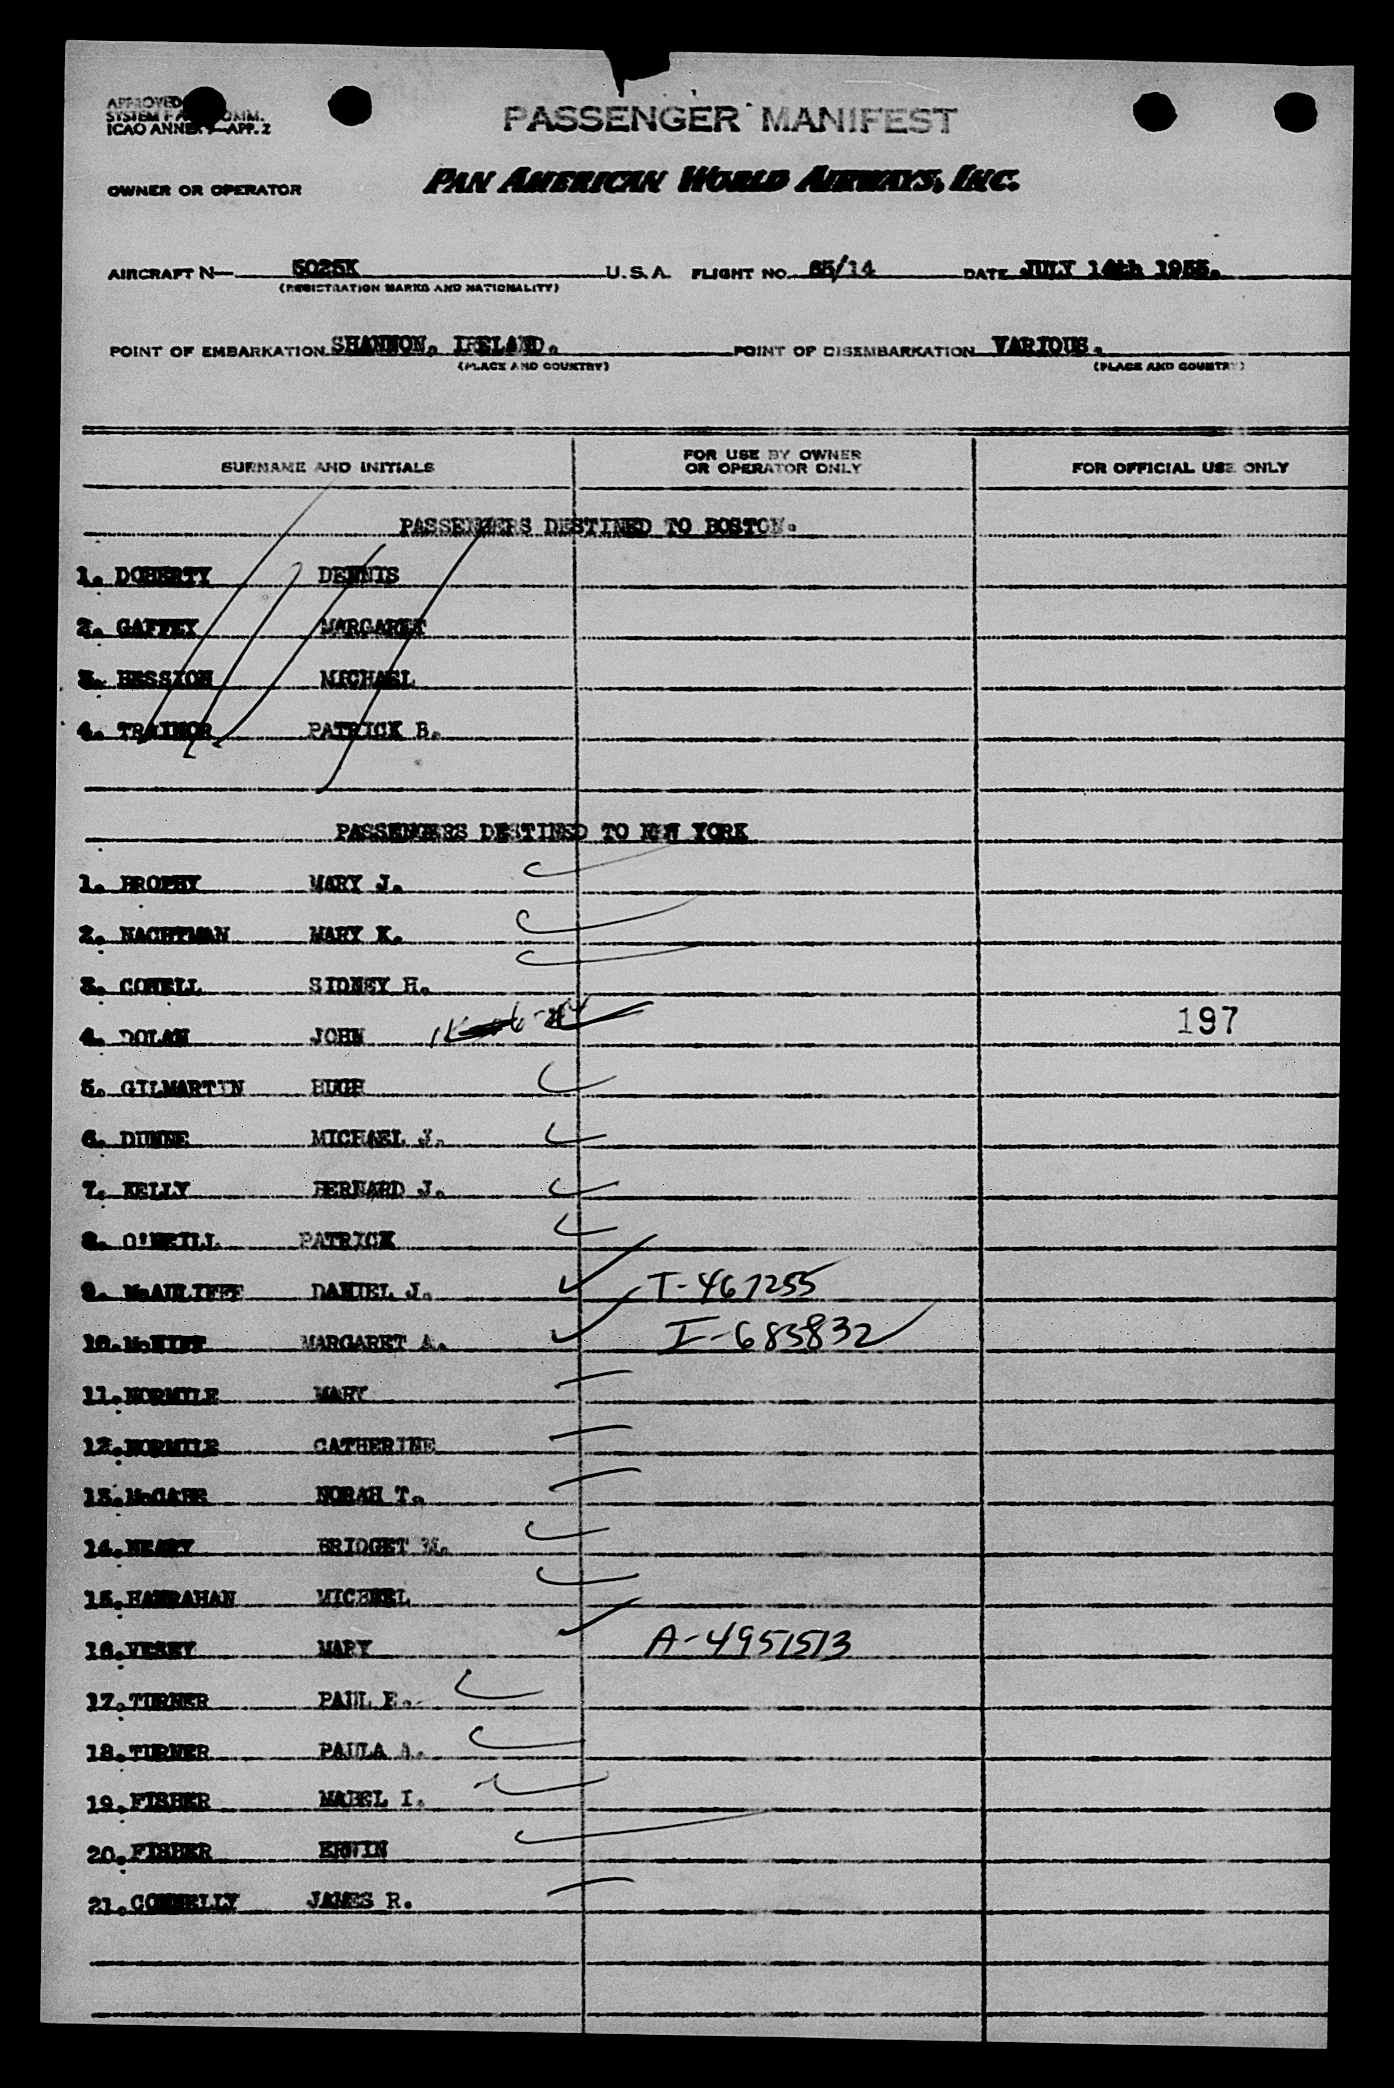 APPROVED
SYSTEM F COMM.
ICAO ANNEX 9—APP. 2
PASSENGER MANIFEST
OWNER OR OPERATOR PAN AMERICAN WORLD AIRWAYS, INC.
AIRCRAFT N— 5025K U.S.A. FLIGHT NO. 65/14 DATE JULY 14th 1955.
(REGISTRATION MARKS AND NATIONALITY)
POINT OF EMBARKATION SHANNON, IRELAND. POINT OF DISEMBARKATION VARIOUS.
(PLACE AND COUNTRY) (PLACE AND COUNTRY)
SURNAME AND INITIALS FOR USE BY OWNER OR OPERATOR ONLY FOR OFFICIAL USE ONLY
PASSENGERS DESTINED TO BOSTON.
1. DOHERTY DENNIS
2. GAFFEY MARGARET
3. HESSION MICHAEL
4. TRAINOR PATRICK B.
PASSENGERS DESTINED TO NEW YORK
1. BROPHY MARY J.
2. NACHTMAN MARY K.
3. COWELL SIDNEY H.
4. DOLAN JOHN 197
5. GILMARTIN HUGH
6. DUNNE MICHAEL J.
7. KELLY BERNARD J.
8. O'NEILL PATRICK
9. McAULIFFE DANIEL J. T-467255
10. McNIFF MARGARET A. I-683832
11. NORMILE MARY
12. NORMILE CATHERINE
13. McCABE NORAH T.
14. NEARY BRIDGET M.
15. HANRAHAN MICHEEL
16. VESEY MARY A-4951513
17. TURNER PAUL E.
18. TURNER PAULA A.
19. FISHER MABEL I.
20. FISHER ERWIN
21. CONNELLY JAMES R.